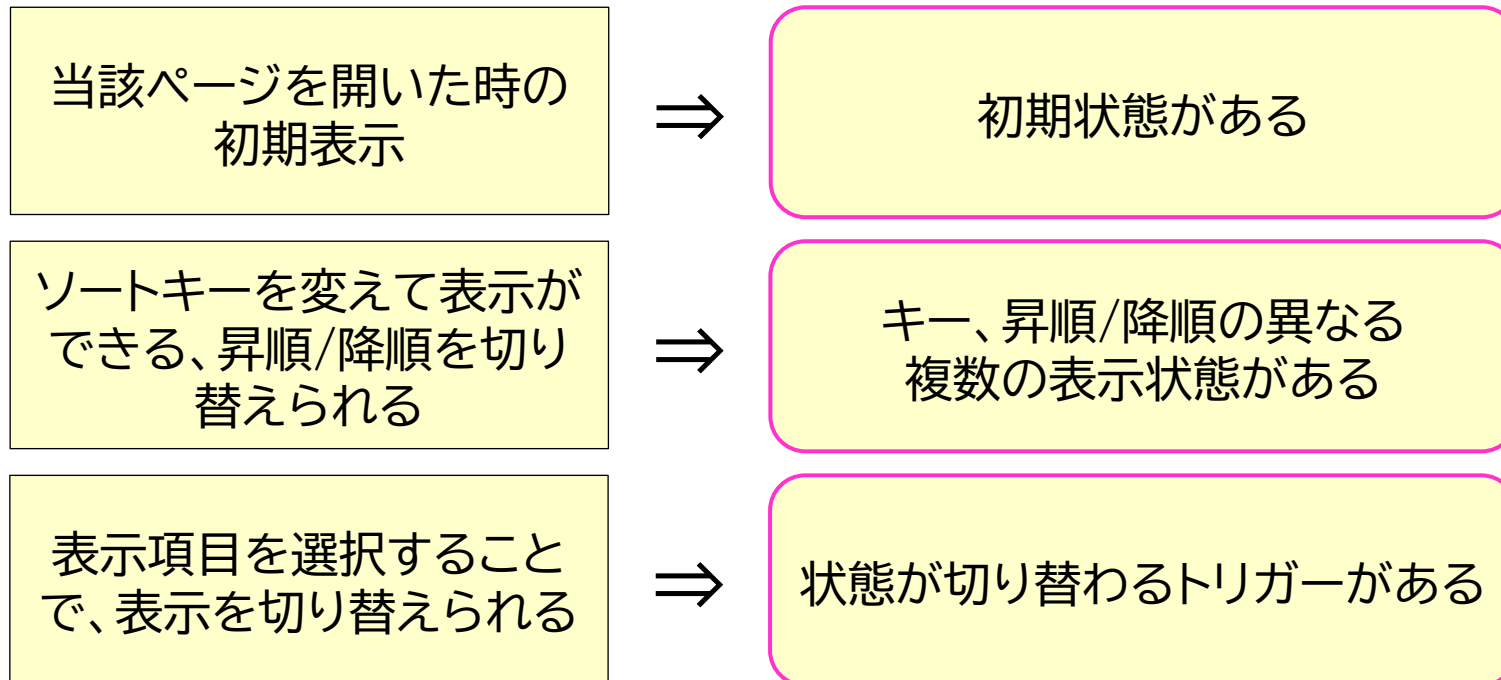 当該ページを開いた時の
初期表示
⇒
初期状態がある
ソートキーを変えて表示が
できる、昇順/降順を切り
替えられる
⇒
キー、昇順/降順の異なる
複数の表示状態がある
表示項目を選択すること
で、表示を切り替えられる
⇒
状態が切り替わるトリガーがある